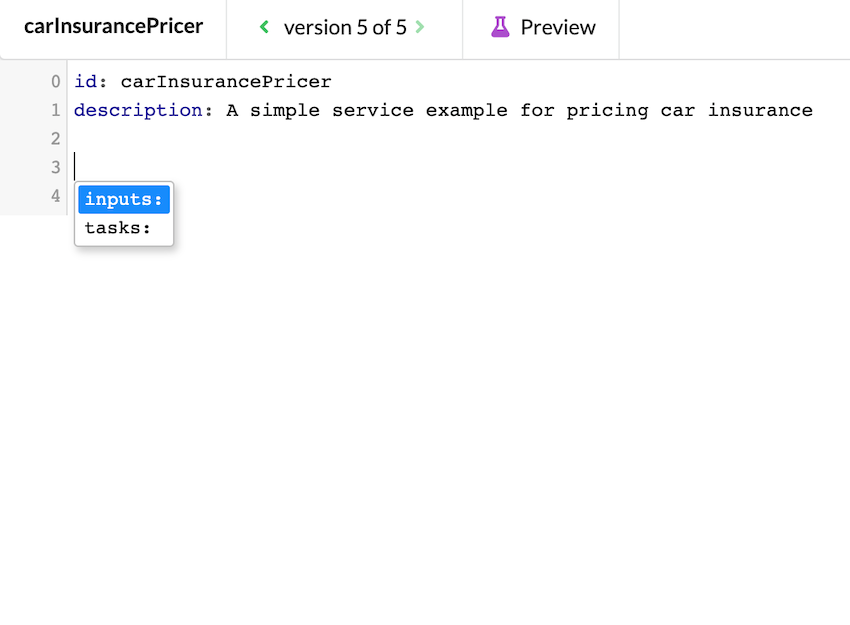 carInsurancePricer version 5 of 5 Preview
0 id: carInsurancePricer
1 description: A simple service example for pricing car insurance
2
3
4
inputs:
tasks: